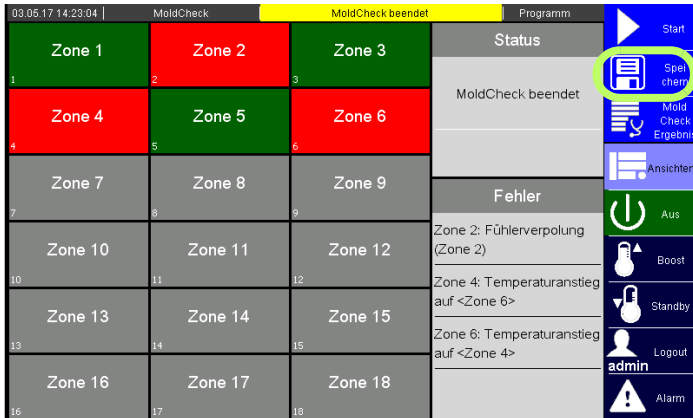 03.05.17 14:23:04 MoldCheck MoldCheck beendet Programm
Zone 1
1
Zone 2
2
Zone 3
3
Zone 4
4
Zone 5
5
Zone 6
6
Zone 7
7
Zone 8
8
Zone 9
9
Zone 10
10
Zone 11
11
Zone 12
12
Zone 13
13
Zone 14
14
Zone 15
15
Zone 16
16
Zone 17
17
Zone 18
18
Status
MoldCheck beendet
Fehler
Zone 2: Fühlerverpolung
(Zone 2)
Zone 4: Temperaturanstieg
auf <Zone 6>
Zone 6: Temperaturanstieg
auf <Zone 4>
Start
Spei
chern
Mold
Check
Ergebnis
Ansichten
Aus
Boost
Standby
Logout
admin
Alarm